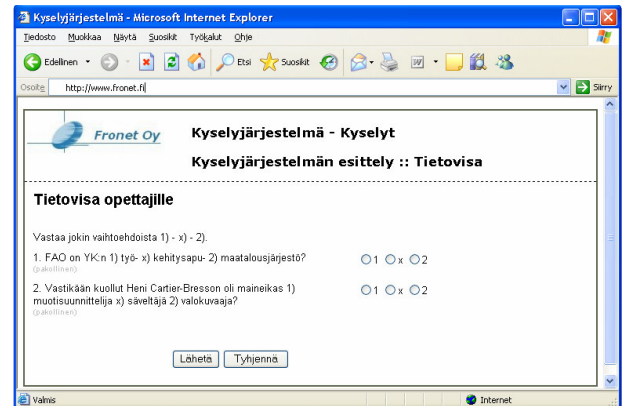 Kyselyjärjestelmä - Microsoft Internet Explorer
Tiedosto Muokkaa Näytä Suosikit Työkalut Ohje
Edellinen Etsi Suosikit
Osoite http://www.fronet.fi Siirry
Fronet Oy
Kyselyjärjestelmä - Kyselyt
Kyselyjärjestelmän esittely :: Tietovisa
Tietovisa opettajille
Vastaa jokin vaihtoehdoista 1) - x) - 2).
1. FAO on YK:n 1) työ- x) kehitysapu- 2) maatalousjärjestö? 1 x 2
(pakollinen)
2. Vastikään kuollut Heni Cartier-Bresson oli maineikas 1) 1 x 2
muotisuunnittelija x) säveltäjä 2) valokuvaaja?
(pakollinen)
Lähetä Tyhjennä
Valmis Internet